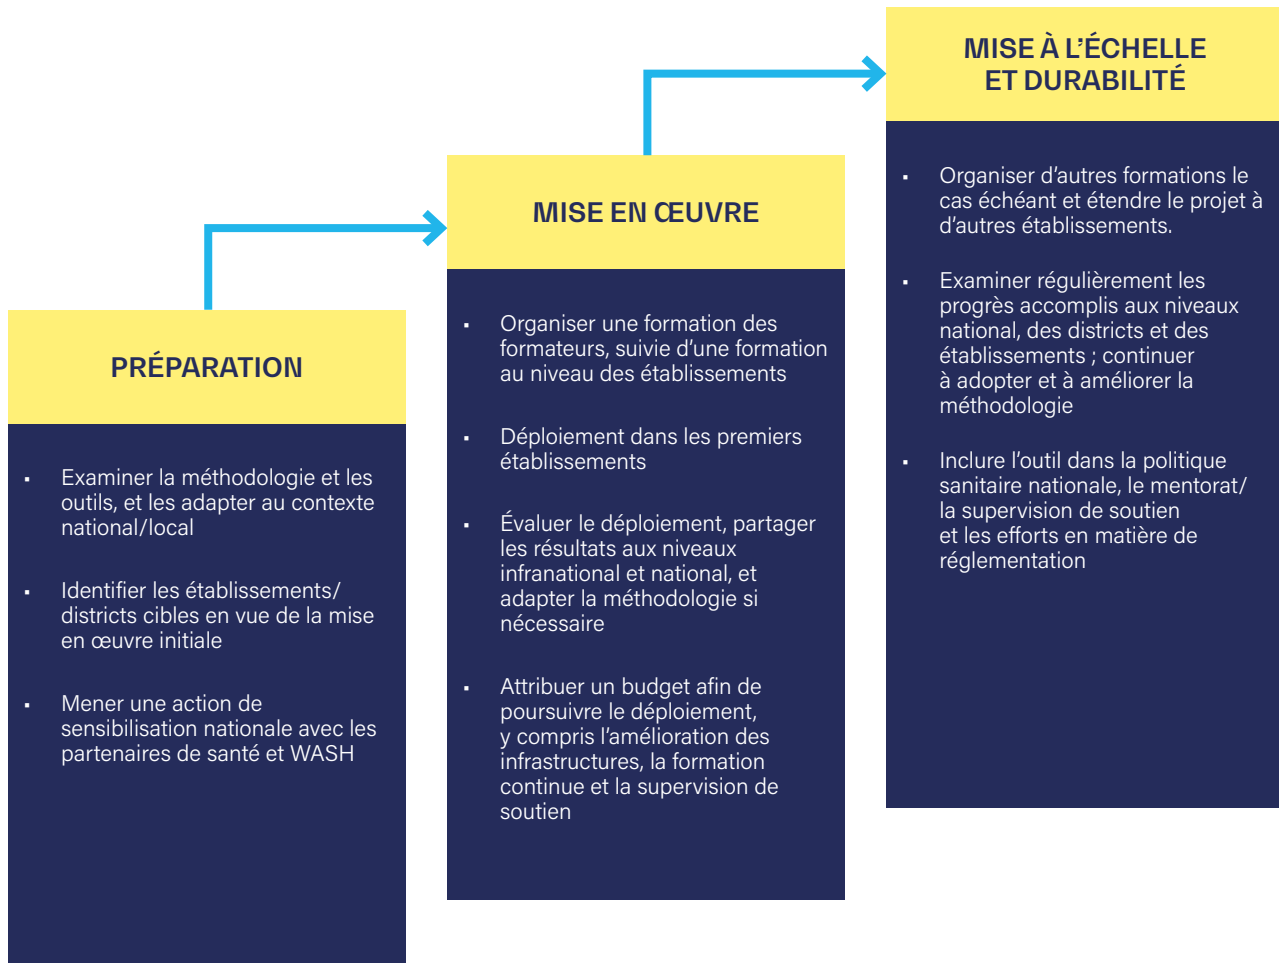 PRÉPARATION
▪ Examiner la méthodologie et les
outils, et les adapter au contexte
national/local
▪ Identifier les établissements/
districts cibles en vue de la mise
en œuvre initiale
▪ Mener une action de
sensibilisation nationale avec les
partenaires de santé et WASH
MISE EN ŒUVRE
▪ Organiser une formation des
formateurs, suivie d’une formation
au niveau des établissements
▪ Déploiement dans les premiers
établissements
▪ Évaluer le déploiement, partager
les résultats aux niveaux
infranational et national, et
adapter la méthodologie si
nécessaire
▪ Attribuer un budget afin de
poursuivre le déploiement,
y compris l’amélioration des
infrastructures, la formation
continue et la supervision de
soutien
MISE À L’ÉCHELLE
ET DURABILITÉ
▪ Organiser d’autres formations le
cas échéant et étendre le projet à
d’autres établissements.
▪ Examiner régulièrement les
progrès accomplis aux niveaux
national, des districts et des
établissements ; continuer
à adopter et à améliorer la
méthodologie
▪ Inclure l’outil dans la politique
sanitaire nationale, le mentorat/
la supervision de soutien
et les efforts en matière de
réglementation